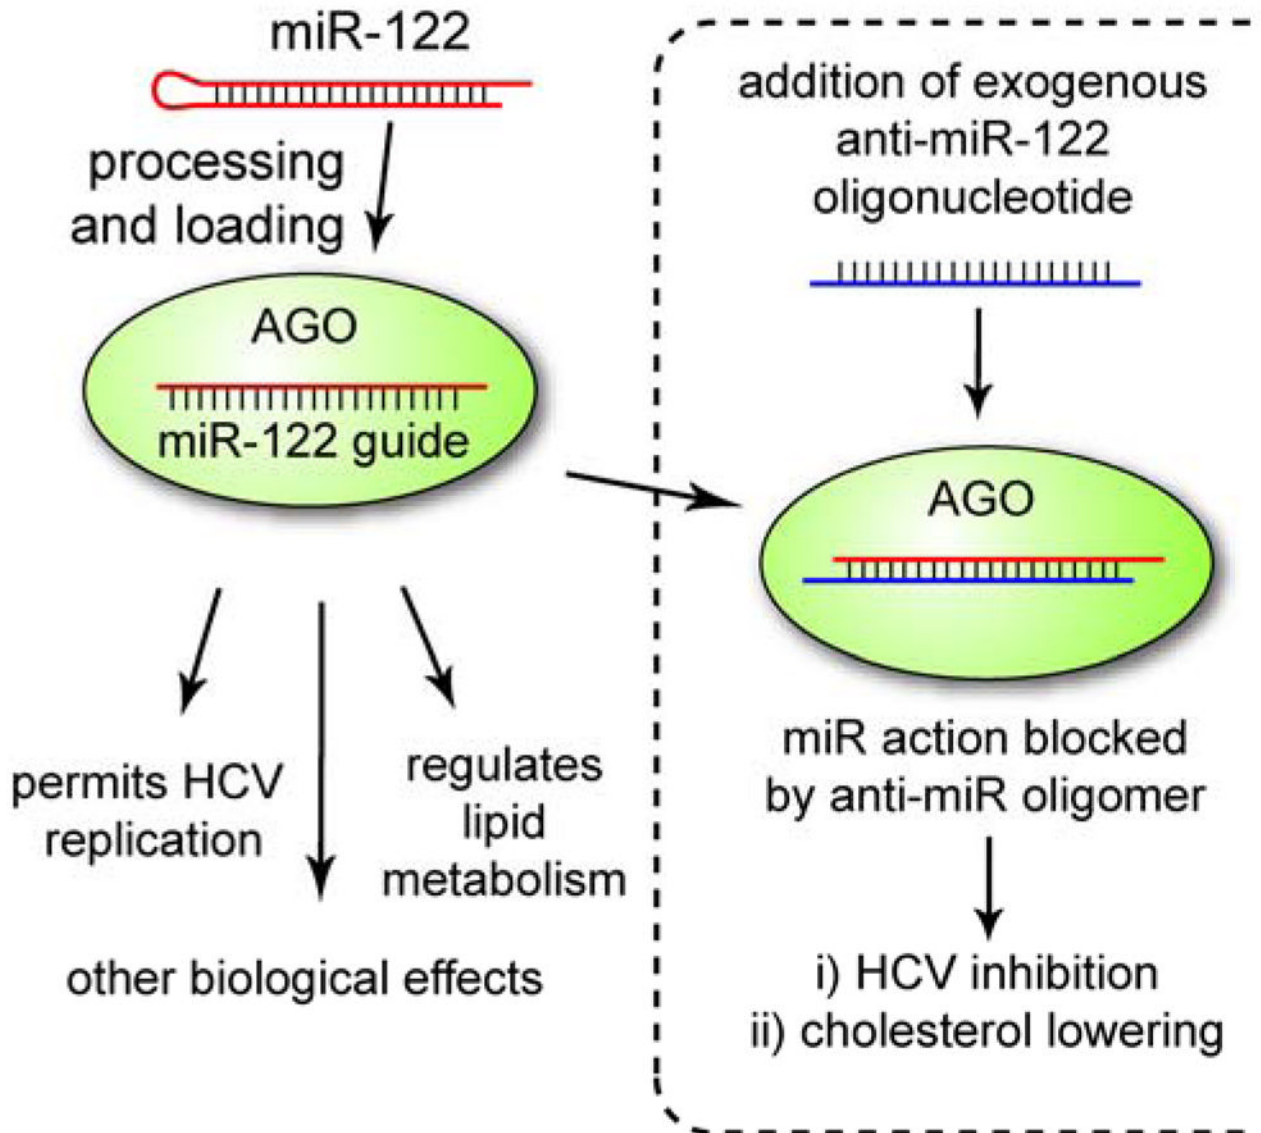 miR-122
processing
and loading
AGO
miR-122 guide
permits HCV
replication
regulates
lipid
metabolism
other biological effects
addition of exogenous
anti-miR-122
oligonucleotide
AGO
miR action blocked
by anti-miR oligomer
i) HCV inhibition
ii) cholesterol lowering